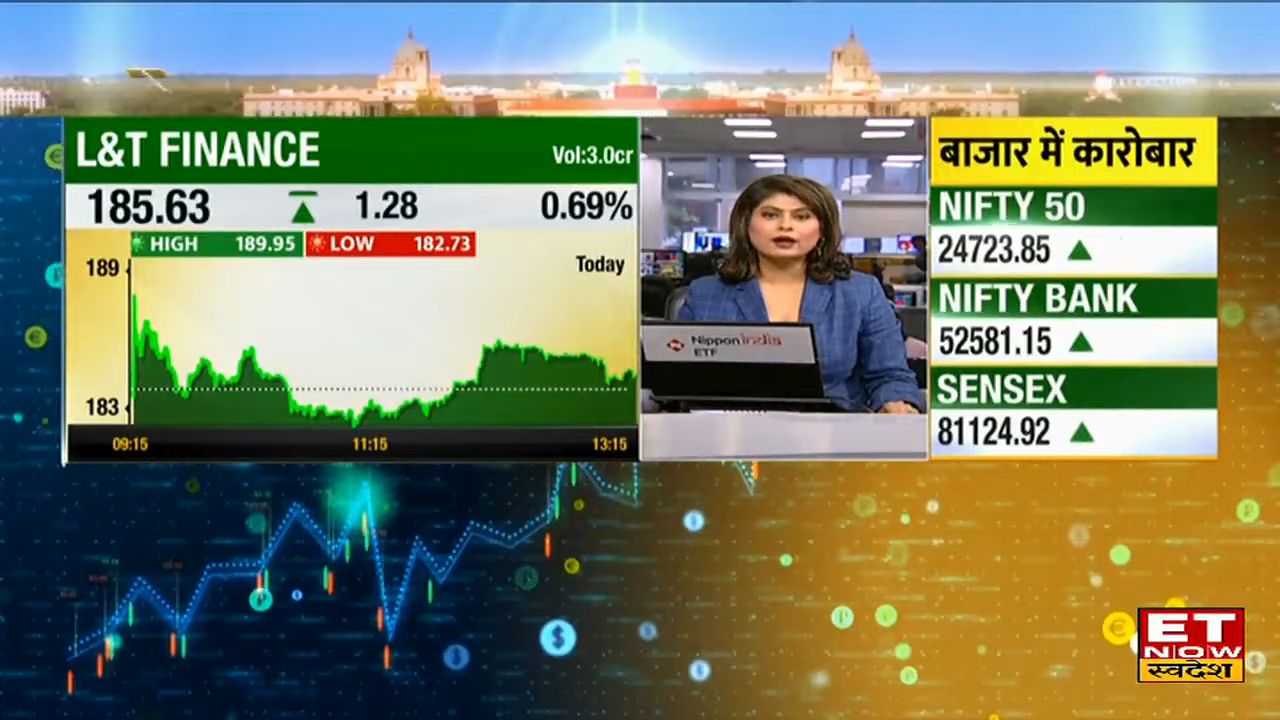 L&T FINANCE
Vol:3.0cr
185.63 1.28 0.69%
HIGH 189.95 LOW 182.73
Today
189
183
09:15 11:15 13:15
Nippon india
ETF
बाजार में कारोबार
NIFTY 50
24723.85
NIFTY BANK
52581.15
SENSEX
81124.92
ET
NOW
स्वदेश